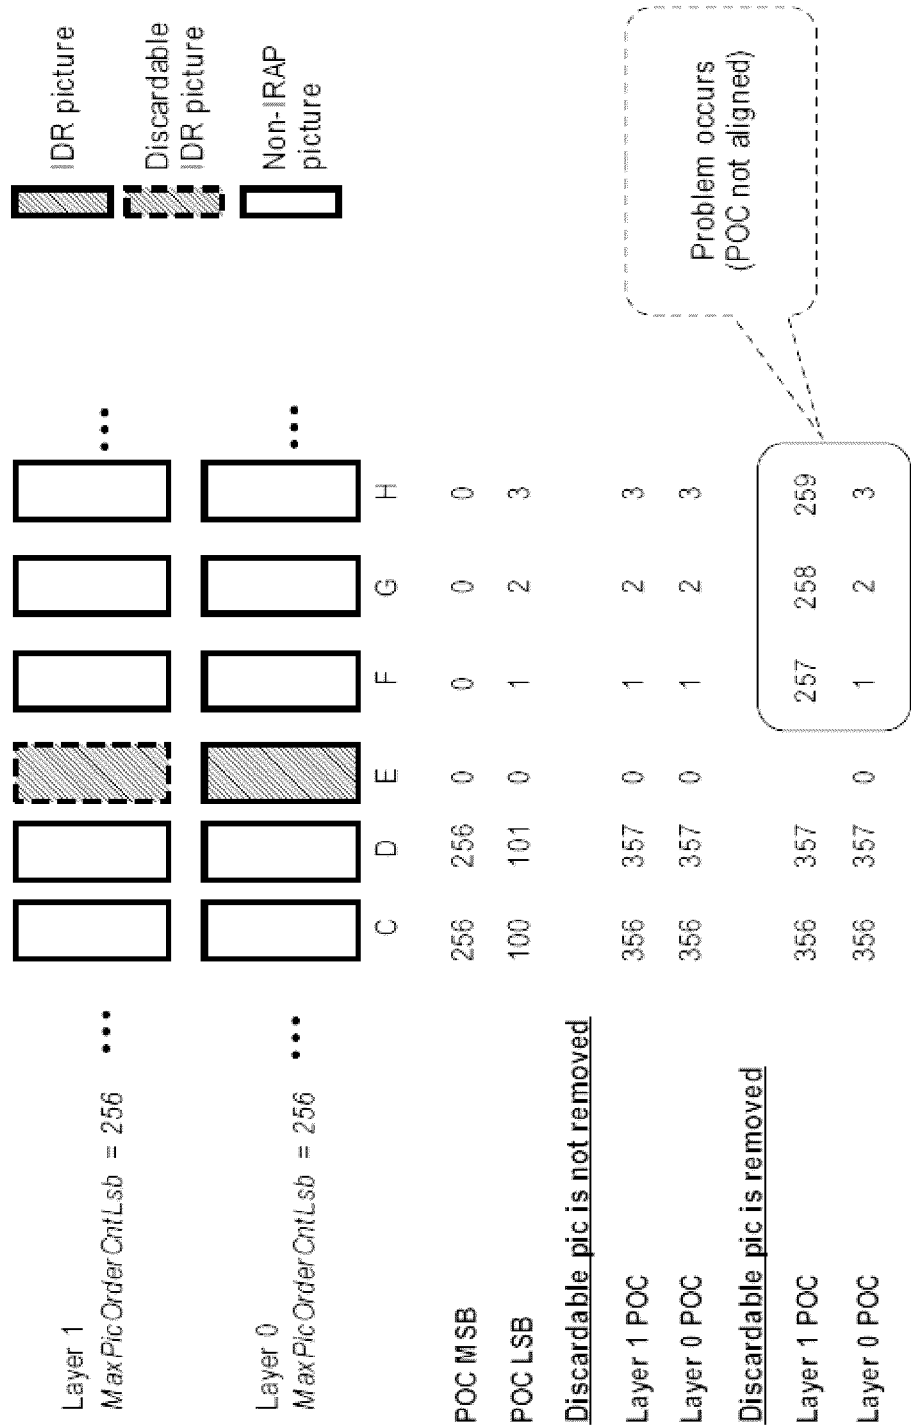 IDR picture
Discardable
IDR picture
Non-IRAP
picture
Layer 1 •••
MaxPicOrderCntLsb = 256 •••
Layer 0 •••
MaxPicOrderCntLsb = 256 •••
C D E F G H
POC MSB 256 256 0 0 0 0
POC LSB 100 101 0 1 2 3
Discardable pic is not removed
Layer 1 POC 356 357 0 1 2 3
Layer 0 POC 356 357 0 1 2 3
Problem occurs
(POC not aligned)
Discardable pic is removed
Layer 1 POC 356 357 257 258 259
Layer 0 POC 356 357 0 1 2 3